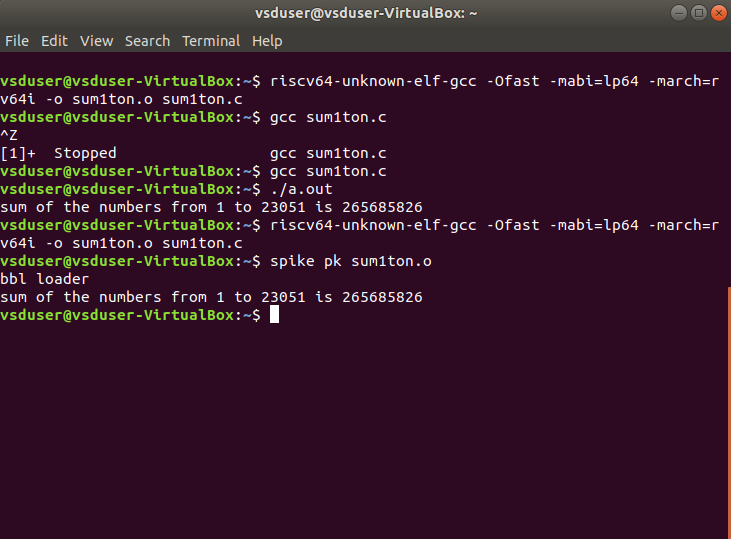 vsduser@vsduser-VirtualBox: ~
File Edit View Search Terminal Help
vsduser@vsduser-VirtualBox:~$ riscv64-unknown-elf-gcc -Ofast -mabi=lp64 -march=r
v64i -o sum1ton.o sum1ton.c
vsduser@vsduser-VirtualBox:~$ gcc sum1ton.c
^Z
[1]+  Stopped                 gcc sum1ton.c
vsduser@vsduser-VirtualBox:~$ gcc sum1ton.c
vsduser@vsduser-VirtualBox:~$ ./a.out
sum of the numbers from 1 to 23051 is 265685826
vsduser@vsduser-VirtualBox:~$ riscv64-unknown-elf-gcc -Ofast -mabi=lp64 -march=r
v64i -o sum1ton.o sum1ton.c
vsduser@vsduser-VirtualBox:~$ spike pk sum1ton.o
bbl loader
sum of the numbers from 1 to 23051 is 265685826
vsduser@vsduser-VirtualBox:~$